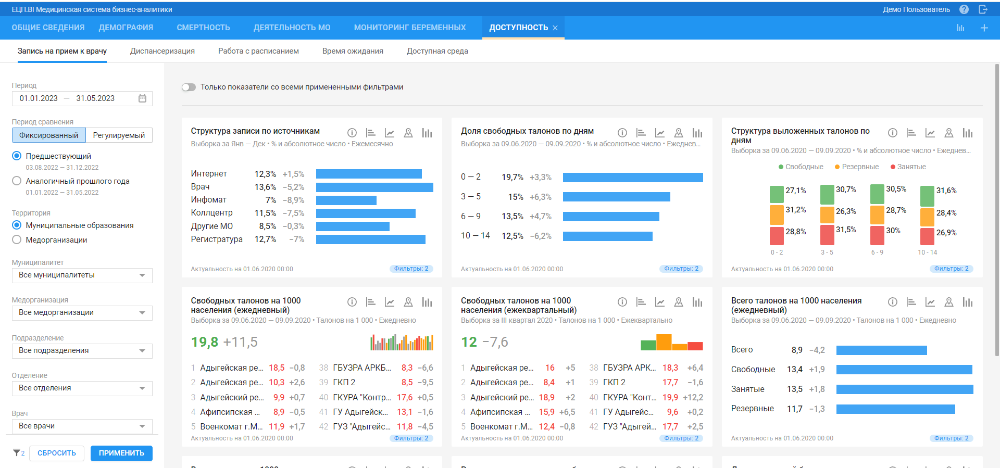 ЕЦП.BI Медицинская система бизнес-аналитики
Демо Пользователь
ОБЩИЕ СВЕДЕНИЯ ДЕМОГРАФИЯ СМЕРТНОСТЬ ДЕЯТЕЛЬНОСТЬ МО МОНИТОРИНГ БЕРЕМЕННЫХ ДОСТУПНОСТЬ
Запись на прием к врачу Диспансеризация Работа с расписанием Время ожидания Доступная среда
Период
01.01.2023 — 31.05.2023
Период сравнения
Фиксированный Регулируемый
Предшествующий
03.08.2022 — 31.12.2022
Аналогичный прошлого года
01.01.2022 — 31.05.2022
Территория
Муниципальные образования
Медорганизации
Муниципалитет
Все муниципалитеты
Медорганизация
Все медорганизации
Подразделение
Все подразделения
Отделение
Все отделения
Врач
Все врачи
2 СБРОСИТЬ ПРИМЕНИТЬ
Только показатели со всеми примененными фильтрами
Структура записи по источникам
Выборка за Янв — Дек • % и абсолютное число • Ежемесячно
Интернет 12,3% +1,5%
Врач 13,6% −5,2%
Инфомат 7% −8,9%
Коллцентр 11,5% −7,5%
Другие МО 8,5% −0,3%
Регистратура 12,7% −7%
Актуальность на 01.06.2020 00:00 Фильтры: 2
Доля свободных талонов по дням
Выборка за 09.06.2020 — 09.09.2020 • % и абсолютное число • Ежеднев...
0 — 2 19,7% +3,3%
3 — 5 15% +6,3%
6 — 9 13,5% +4,7%
10 — 14 12,5% −6,2%
Актуальность на 01.06.2020 00:00 Фильтры: 2
Структура выложенных талонов по
дням
Выборка за 09.06.2020 — 09.09.2020 • % и абсолютное число • Ежеднев...
Свободные Резервные Занятые
27,1% 30,7% 30,5% 31,6%
31,2% 26,3% 28,7% 28,4%
28,8% 31,5% 30% 26,9%
0 - 2 3 - 5 6 - 9 10 - 14
Актуальность на 01.06.2020 00:00 Фильтры: 2
Свободных талонов на 1000
населения (ежедневный)
Выборка за 09.06.2020 — 09.09.2020 • Талонов на 1 000 • Ежедневно
19,8 +11,5
1 Адыгейская ре... 18,5 −0,8 38 ГБУЗРА АРКБ... 8,3 −6,6
2 Адыгейская ре... 10,3 +2,6 39 ГКП 2 8,5 −9,5
3 Адыгейский ре... 9,9 +0,7 40 ГКУРА "Контр... 17,6 +0,5
4 Афипсипская ... 8,9 −0,5 41 ГУ Адыгейск... 13,1 −1,6
5 Военкомат г.М... 11,9 +1,7 42 ГУЗ "Адыгейс... 11,8 −4,5
Актуальность на 01.06.2020 00:00 Фильтры: 2
Свободных талонов на 1000
населения (ежеквартальный)
Выборка за III квартал 2020 • Талонов на 1 000 • Ежеквартально
12 −7,6
1 Адыгейская ре... 16 +5 38 ГБУЗРА АРК... 18,3 +6,4
2 Адыгейская ре... 8,4 +1 39 ГКП 2 17,7 −1,6
3 Адыгейский ре... 18,9 +2 40 ГКУРА "Конт... 19,9 +12,2
4 Афипсипская ... 15,9 +6,5 41 ГУ Адыгейс... 9,6 +0,2
5 Военкомат г.М... 12,4 −0,8 42 ГУЗ "Адыгей... 17,7 +2,5
Актуальность на 01.06.2020 00:00 Фильтры: 2
Всего талонов на 1000 населения
(ежедневный)
Выборка за 09.06.2020 — 09.09.2020 • Талонов на 1 000 • Ежедневно
Всего 8,9 −4,2
Свободные 13,4 +1,9
Занятые 13,5 +1,8
Резервные 11,7 −1,3
Актуальность на 01.06.2020 00:00 Фильтры: 2